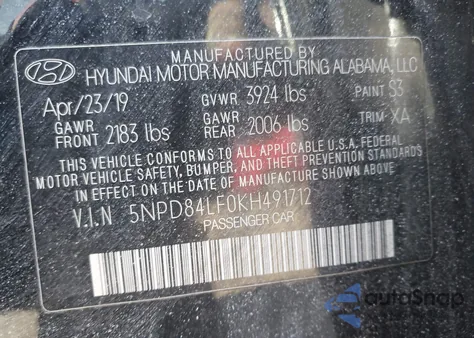 MANUFACTURED BY
HYUNDAI MOTOR MANUFACTURING ALABAMA, LLC
Apr/23/19 GVWR 3924 lbs PAINT S3
GAWR FRONT 2183 lbs GAWR REAR 2006 lbs TRIM XA
THIS VEHICLE CONFORMS TO ALL APPLICABLE U.S.A. FEDERAL
MOTOR VEHICLE SAFETY, BUMPER, AND THEFT PREVENTION STANDARDS
IN EFFECT ON THE DATE OF MANUFACTURE SHOWN ABOVE.
V.I.N 5NPD84LF0KH491712
PASSENGER CAR
autoSnap